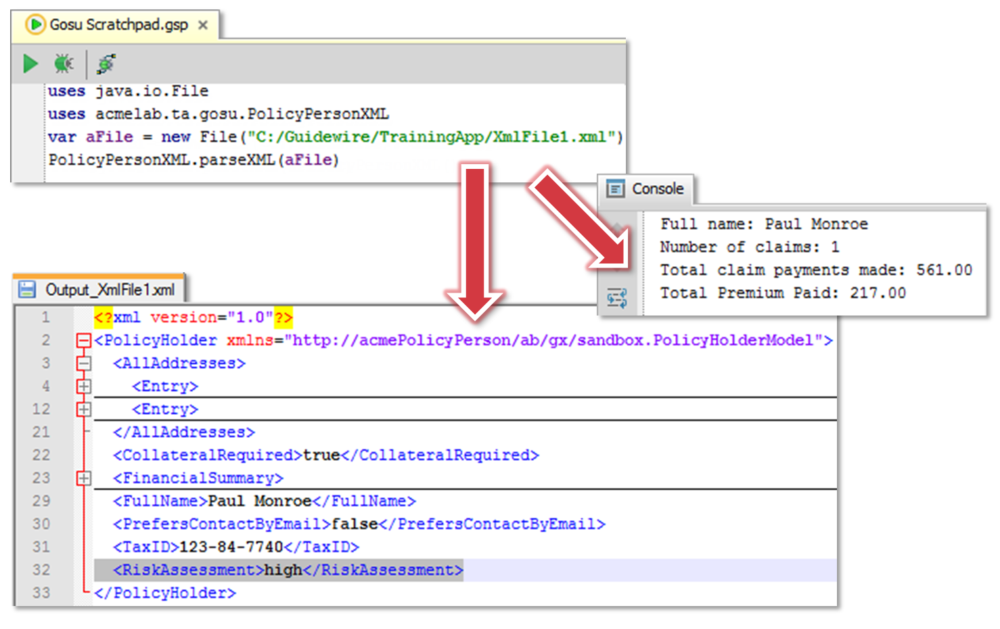 Gosu Scratchpad.gsp ×
uses java.io.File
uses acmelab.ta.gosu.PolicyPersonXML
var aFile = new File("C:/Guidewire/TrainingApp/XmlFile1.xml")
PolicyPersonXML.parseXML(aFile)
Console
Full name: Paul Monroe
Number of claims: 1
Total claim payments made: 561.00
Total Premium Paid: 217.00
Output_XmlFile1.xml
1 <?xml version="1.0"?>
2 <PolicyHolder xmlns="http://acmePolicyPerson/ab/gx/sandbox.PolicyHolderModel">
3 <AllAddresses>
4 <Entry>
12 <Entry>
21 </AllAddresses>
22 <CollateralRequired>true</CollateralRequired>
23 <FinancialSummary>
29 <FullName>Paul Monroe</FullName>
30 <PrefersContactByEmail>false</PrefersContactByEmail>
31 <TaxID>123-84-7740</TaxID>
32 <RiskAssessment>high</RiskAssessment>
33 </PolicyHolder>